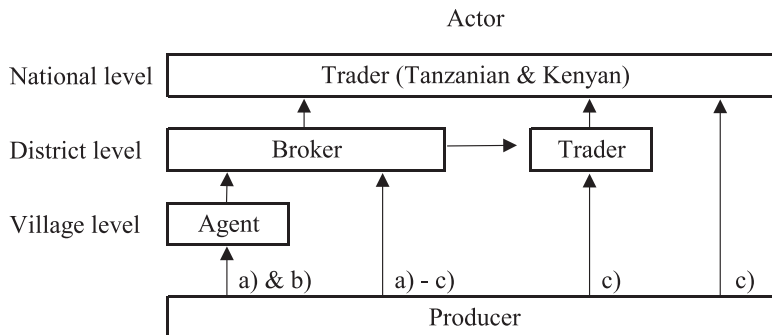 Actor
National level Trader (Tanzanian & Kenyan)
District level Broker Trader
Village level Agent
a) & b) a) - c) c) c)
Producer